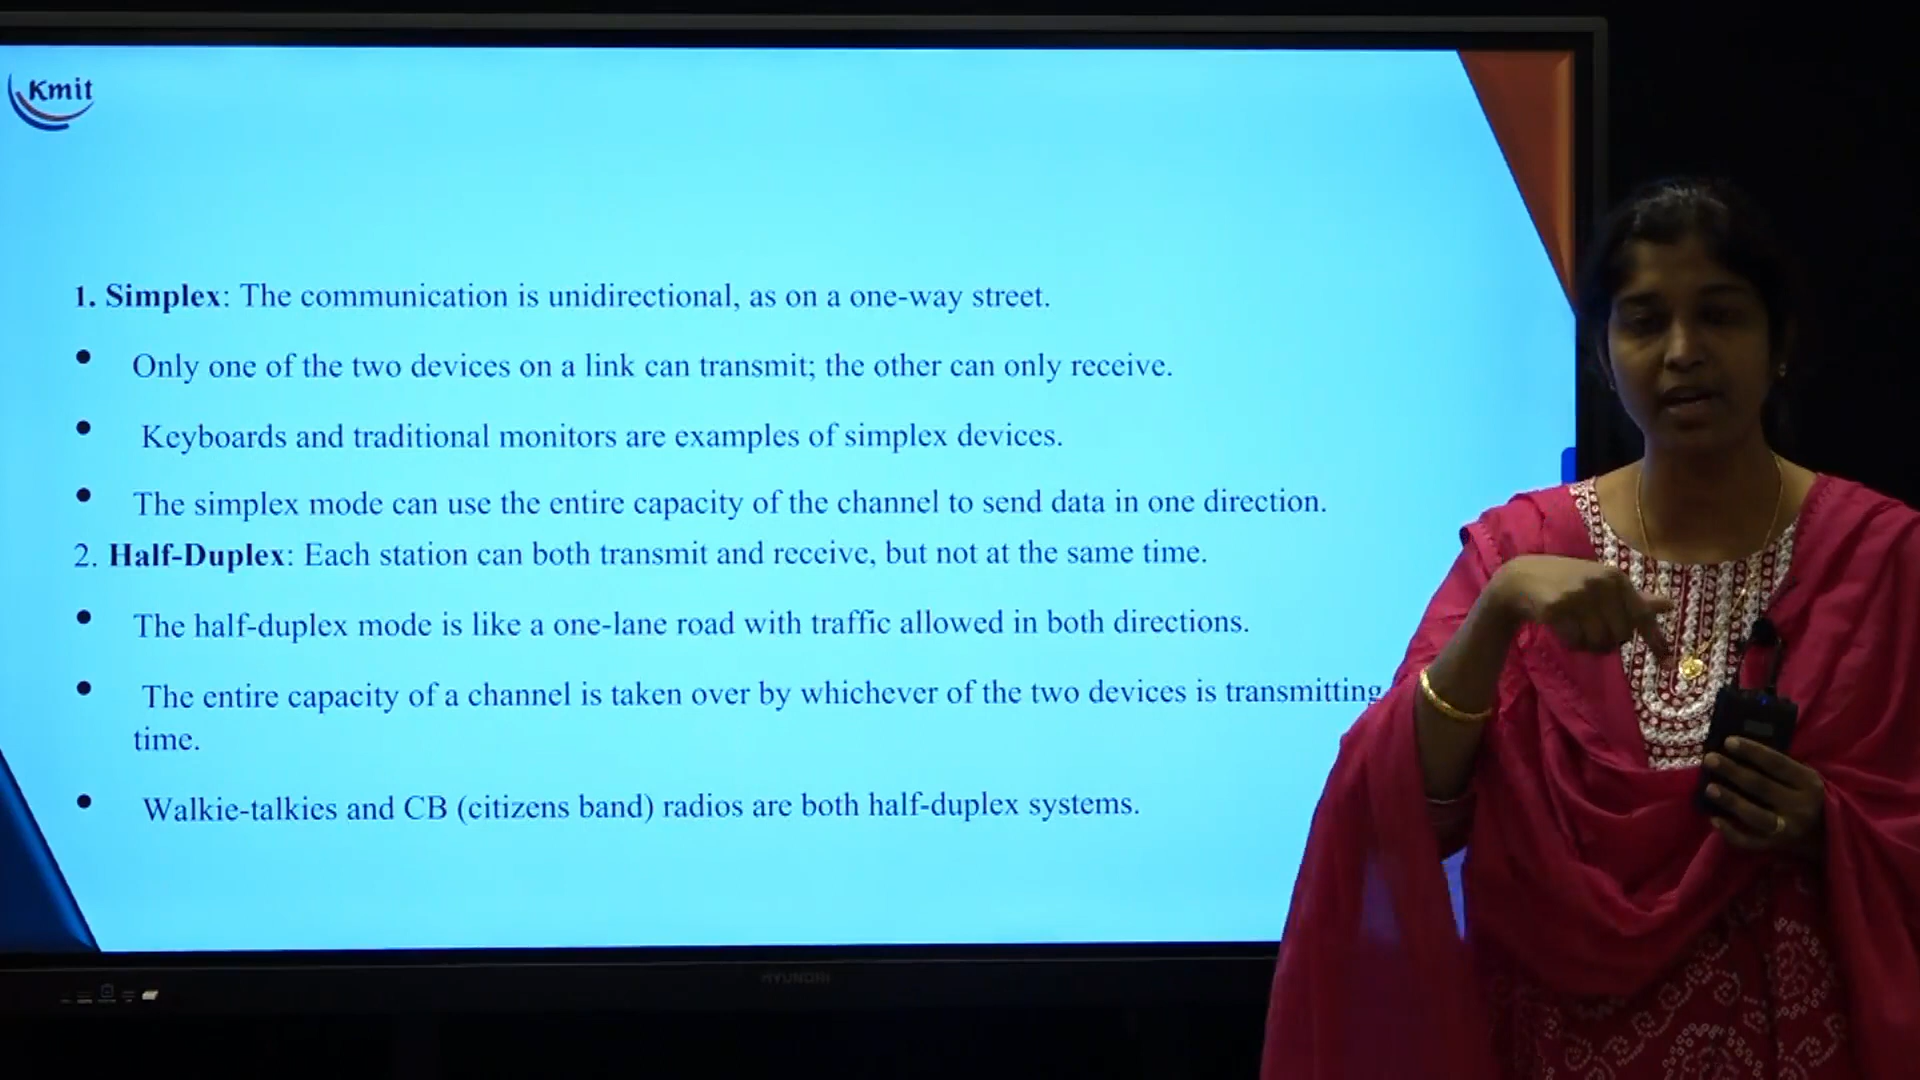 Kmit
1. Simplex: The communication is unidirectional, as on a one-way street.
• Only one of the two devices on a link can transmit; the other can only receive.
• Keyboards and traditional monitors are examples of simplex devices.
• The simplex mode can use the entire capacity of the channel to send data in one direction.
2. Half-Duplex: Each station can both transmit and receive, but not at the same time.
• The half-duplex mode is like a one-lane road with traffic allowed in both directions.
• The entire capacity of a channel is taken over by whichever of the two devices is transmitting
time.
• Walkie-talkies and CB (citizens band) radios are both half-duplex systems.
HYUNDAI